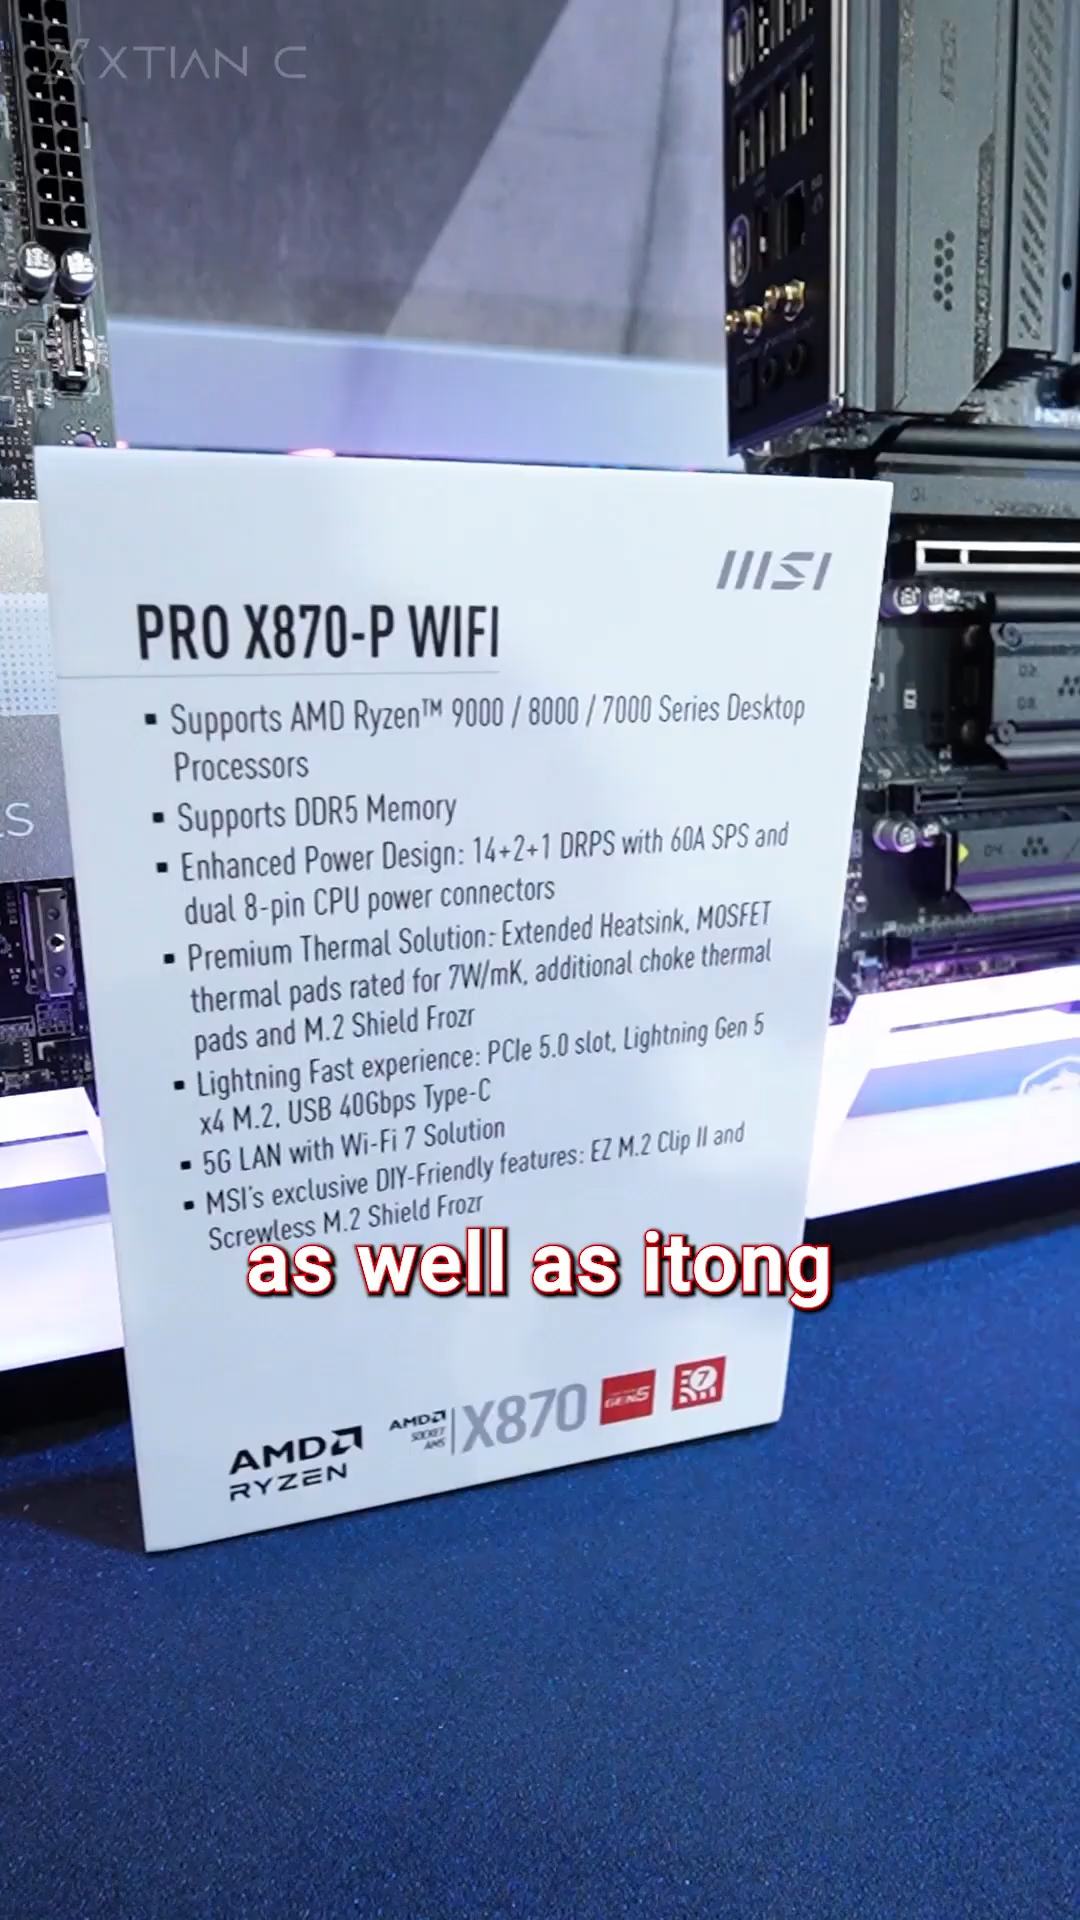 XTIAN C
msi
PRO X870-P WIFI
▪ Supports AMD Ryzen™ 9000 / 8000 / 7000 Series Desktop
Processors
▪ Supports DDR5 Memory
▪ Enhanced Power Design: 14+2+1 DRPS with 60A SPS and
dual 8-pin CPU power connectors
▪ Premium Thermal Solution: Extended Heatsink, MOSFET
thermal pads rated for 7W/mK, additional choke thermal
pads and M.2 Shield Frozr
▪ Lightning Fast experience: PCIe 5.0 slot, Lightning Gen 5
x4 M.2, USB 40Gbps Type-C
▪ 5G LAN with Wi-Fi 7 Solution
▪ MSI's exclusive DIY-Friendly features: EZ M.2 Clip II and
Screwless M.2 Shield Frozr
as well as itong
AMD
RYZEN
AMD
SOCKET
AM5
X870
GEN5
7